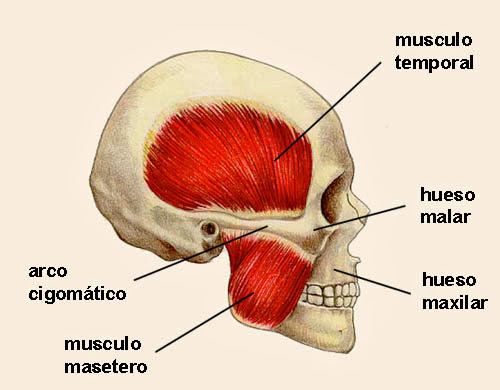 musculo
temporal
hueso
malar
arco
cigomático
hueso
maxilar
musculo
masetero